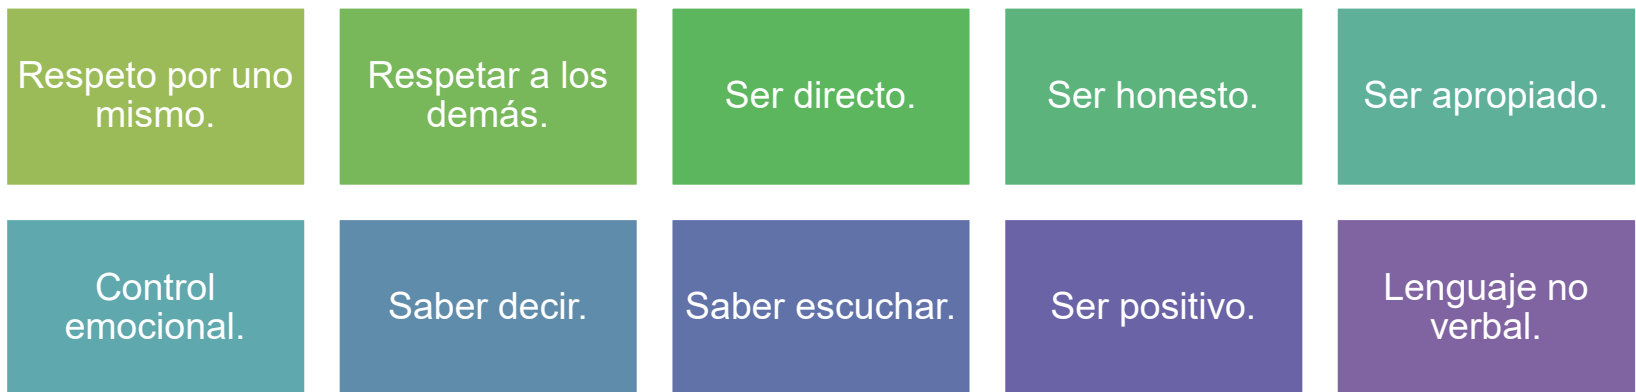 Respeto por uno
mismo.
Respetar a los
demás.
Ser directo.
Ser honesto.
Ser apropiado.
Control
emocional.
Saber decir.
Saber escuchar.
Ser positivo.
Lenguaje no
verbal.